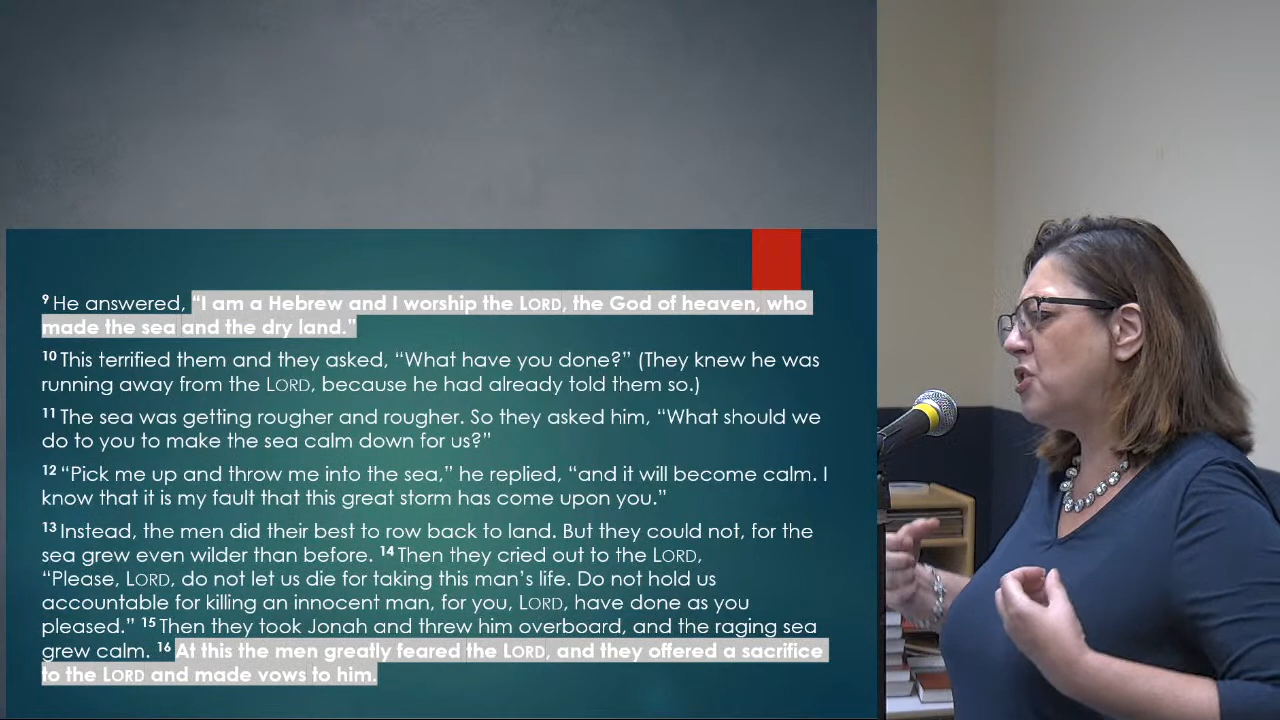 9 He answered, “I am a Hebrew and I worship the LORD, the God of heaven, who
made the sea and the dry land.”
10 This terrified them and they asked, “What have you done?” (They knew he was
running away from the LORD, because he had already told them so.)
11 The sea was getting rougher and rougher. So they asked him, “What should we
do to you to make the sea calm down for us?”
12 “Pick me up and throw me into the sea,” he replied, “and it will become calm. I
know that it is my fault that this great storm has come upon you.”
13 Instead, the men did their best to row back to land. But they could not, for the
sea grew even wilder than before. 14 Then they cried out to the LORD,
“Please, LORD, do not let us die for taking this man’s life. Do not hold us
accountable for killing an innocent man, for you, LORD, have done as you
pleased.” 15 Then they took Jonah and threw him overboard, and the raging sea
grew calm. 16 At this the men greatly feared the LORD, and they offered a sacrifice
to the LORD and made vows to him.